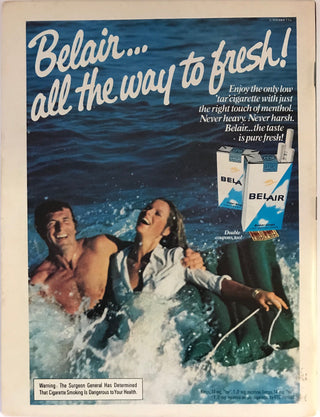 Belair...
all the way to fresh!
Enjoy the only low
'tar' cigarette with just
the right touch of menthol.
Never heavy. Never harsh.
Belair...the taste
is pure fresh!
BELAIR
BELAIR
Double
coupons, too!
Warning: The Surgeon General Has Determined
That Cigarette Smoking Is Dangerous to Your Health.